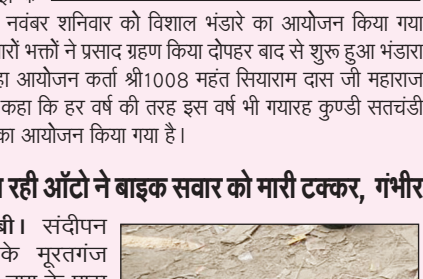 नवंबर शनिवार को विशाल भंडारे का आयोजन किया गया
भक्तों ने प्रसाद ग्रहण किया दोपहर बाद से शुरू हुआ भंडारा
आयोजन कर्ता श्री1008 महंत सियाराम दास जी महाराज
कहा कि हर वर्ष की तरह इस वर्ष भी गयारह कुण्डी सतचंडी
का आयोजन किया गया है।
रही ऑटो ने बाइक सवार को मारी टक्कर, गंभीर
संदीपन
के मूरतगंज